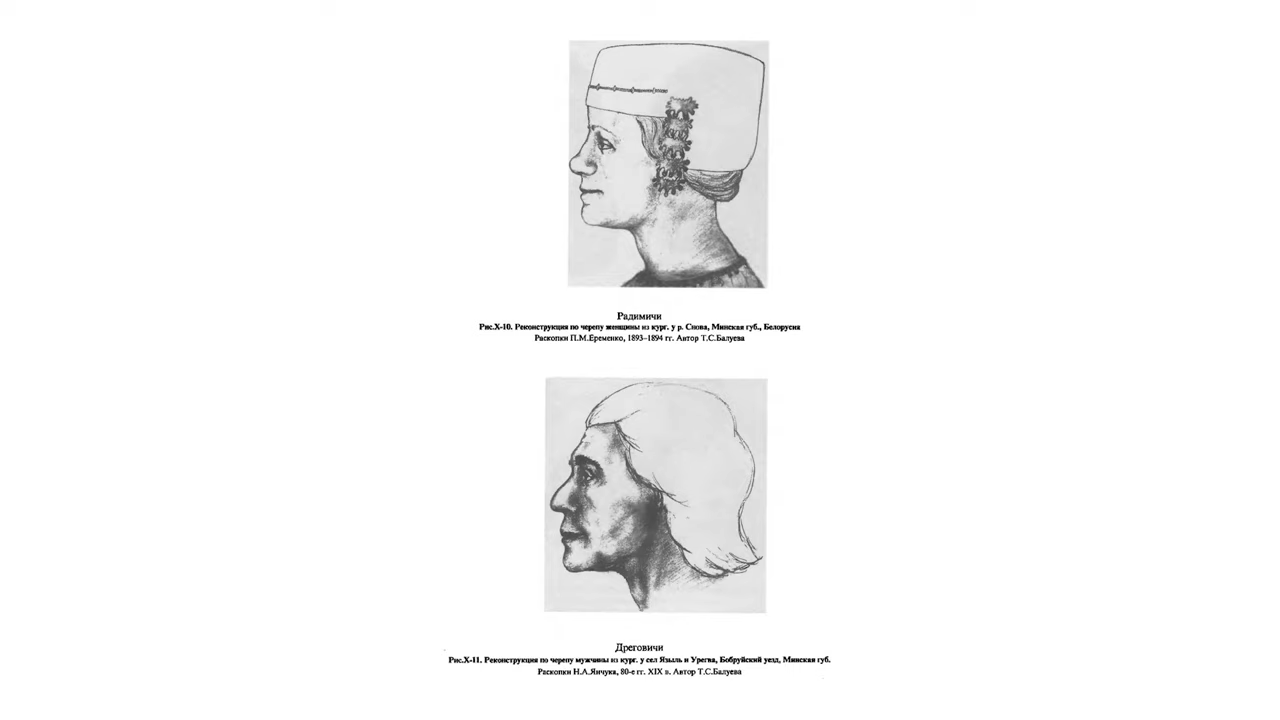 Радимичи
Рис.X-10. Реконструкция по черепу женщины из кург. у р. Снова, Минская губ., Белорусия
Раскопки П.М.Еременко, 1893–1894 гг. Автор Т.С.Балуева
Дреговичи
Рис.X-11. Реконструкция по черепу мужчины из кург. у сел Языль и Урегва, Бобруйский уезд, Минская губ.
Раскопки Н.А.Янчука, 80-е гг. XIX в. Автор Т.С.Балуева